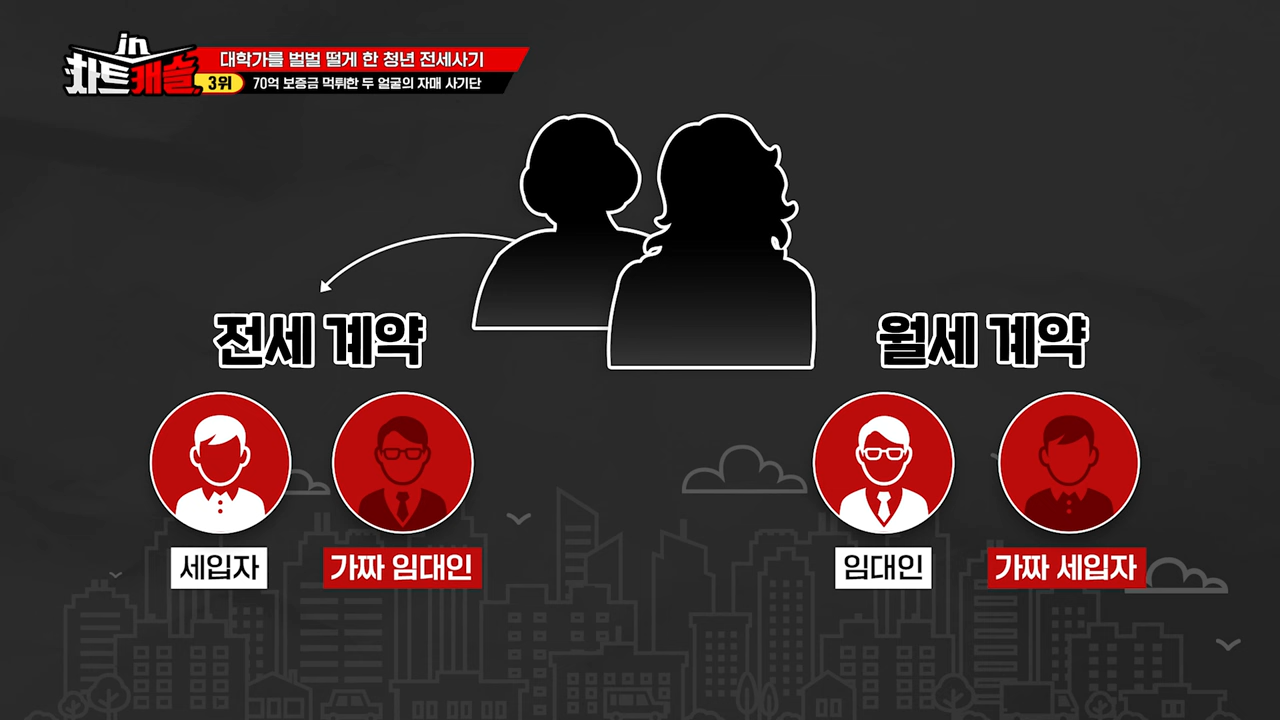 in
차트캐슬
대학가를 벌벌 떨게 한 청년 전세사기
3위 70억 보증금 먹튀한 두 얼굴의 자매 사기단
전세 계약
월세 계약
세입자
가짜 임대인
임대인
가짜 세입자